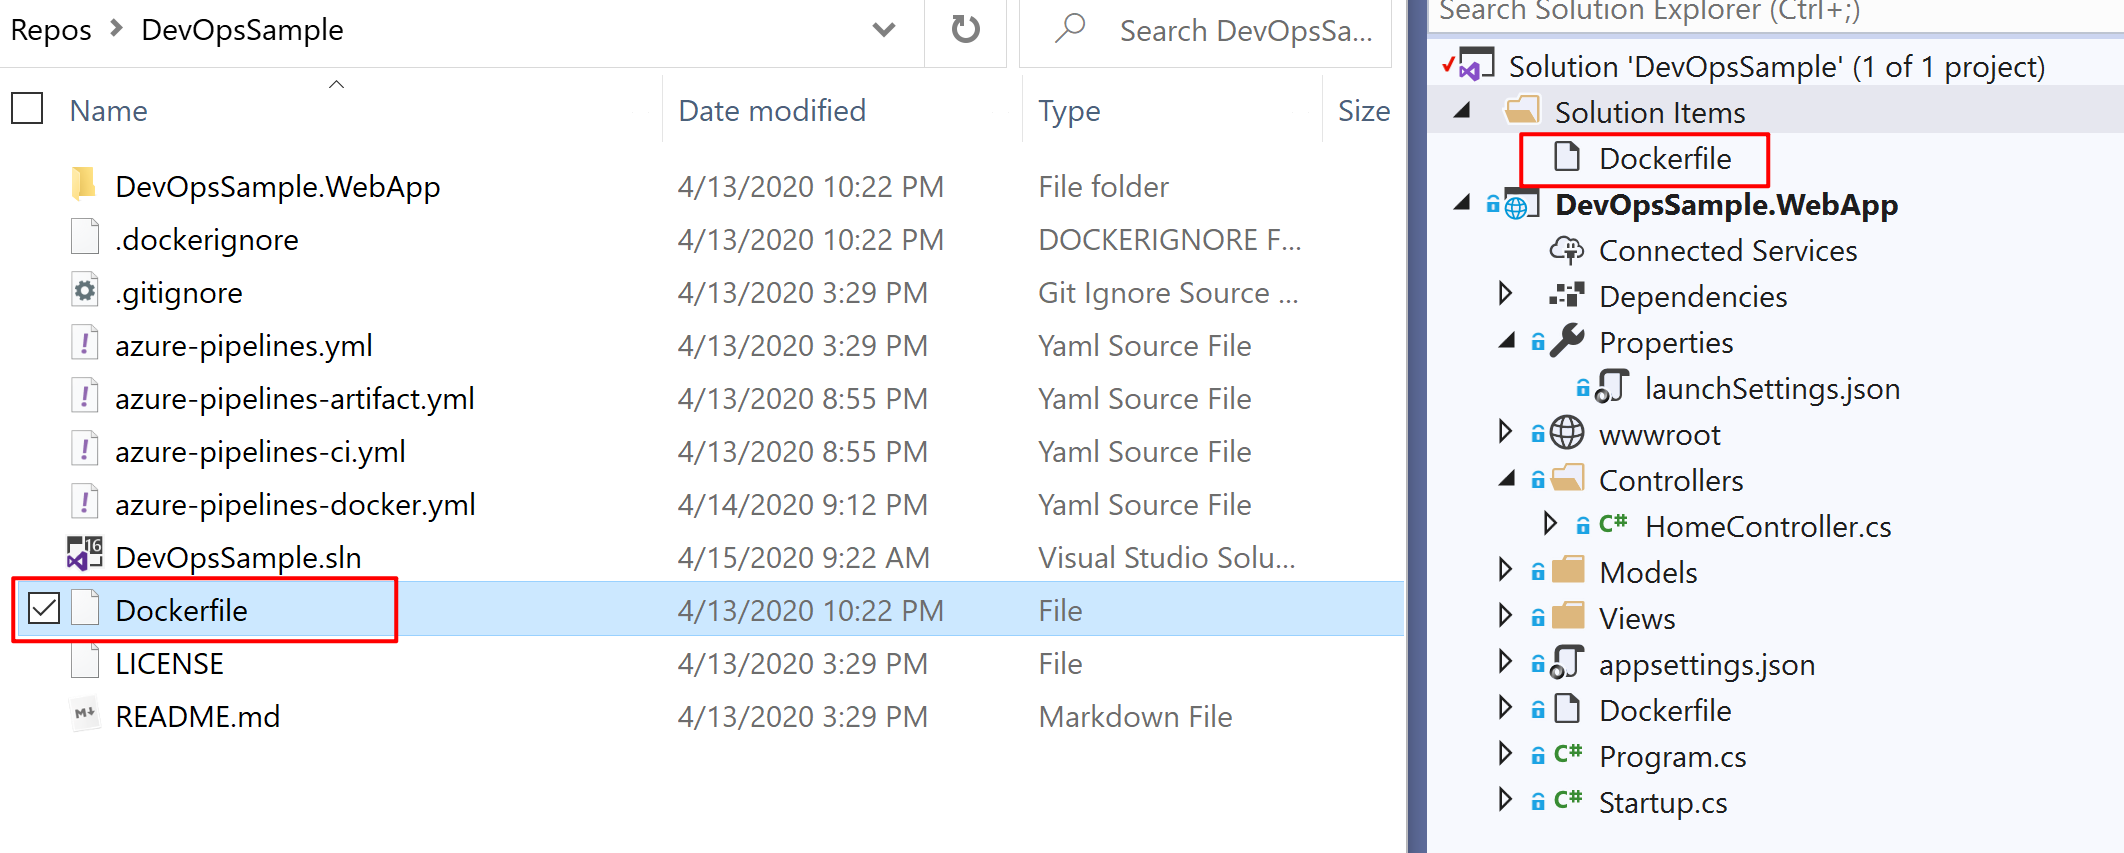 Repos > DevOpsSample
Search DevOpsSa...
Name Date modified Type Size
DevOpsSample.WebApp 4/13/2020 10:22 PM File folder
.dockerignore 4/13/2020 10:22 PM DOCKERIGNORE F...
.gitignore 4/13/2020 3:29 PM Git Ignore Source ...
azure-pipelines.yml 4/13/2020 3:29 PM Yaml Source File
azure-pipelines-artifact.yml 4/13/2020 8:55 PM Yaml Source File
azure-pipelines-ci.yml 4/13/2020 8:55 PM Yaml Source File
azure-pipelines-docker.yml 4/14/2020 9:12 PM Yaml Source File
16
DevOpsSample.sln 4/15/2020 9:22 AM Visual Studio Solu...
Dockerfile 4/13/2020 10:22 PM File
LICENSE 4/13/2020 3:29 PM File
M↓ README.md 4/13/2020 3:29 PM Markdown File
Search Solution Explorer (Ctrl+;)
Solution 'DevOpsSample' (1 of 1 project)
Solution Items
Dockerfile
DevOpsSample.WebApp
Connected Services
Dependencies
Properties
launchSettings.json
wwwroot
Controllers
C# HomeController.cs
Models
Views
appsettings.json
Dockerfile
C# Program.cs
C# Startup.cs